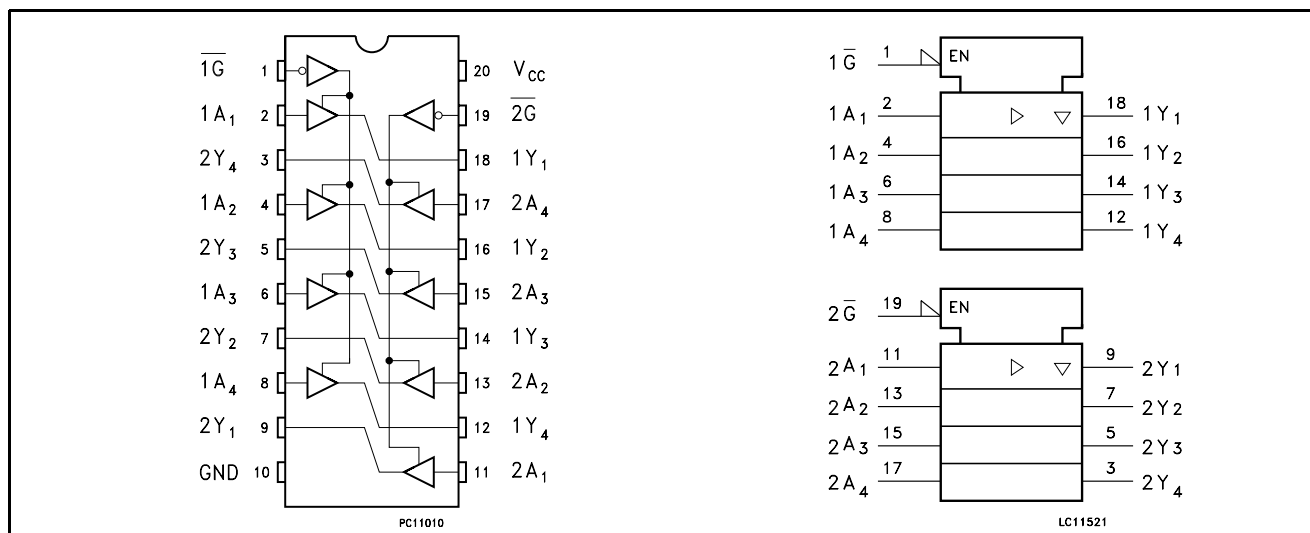 1G 1 20 VCC
1A1 2 19 2G
2Y4 3 18 1Y1
1A2 4 17 2A4
2Y3 5 16 1Y2
1A3 6 15 2A3
2Y2 7 14 1Y3
1A4 8 13 2A2
2Y1 9 12 1Y4
GND 10 11 2A1
PC11010
1G 1 EN
1A1 2 18 1Y1
1A2 4 16 1Y2
1A3 6 14 1Y3
1A4 8 12 1Y4
2G 19 EN
2A1 11 9 2Y1
2A2 13 7 2Y2
2A3 15 5 2Y3
2A4 17 3 2Y4
LC11521